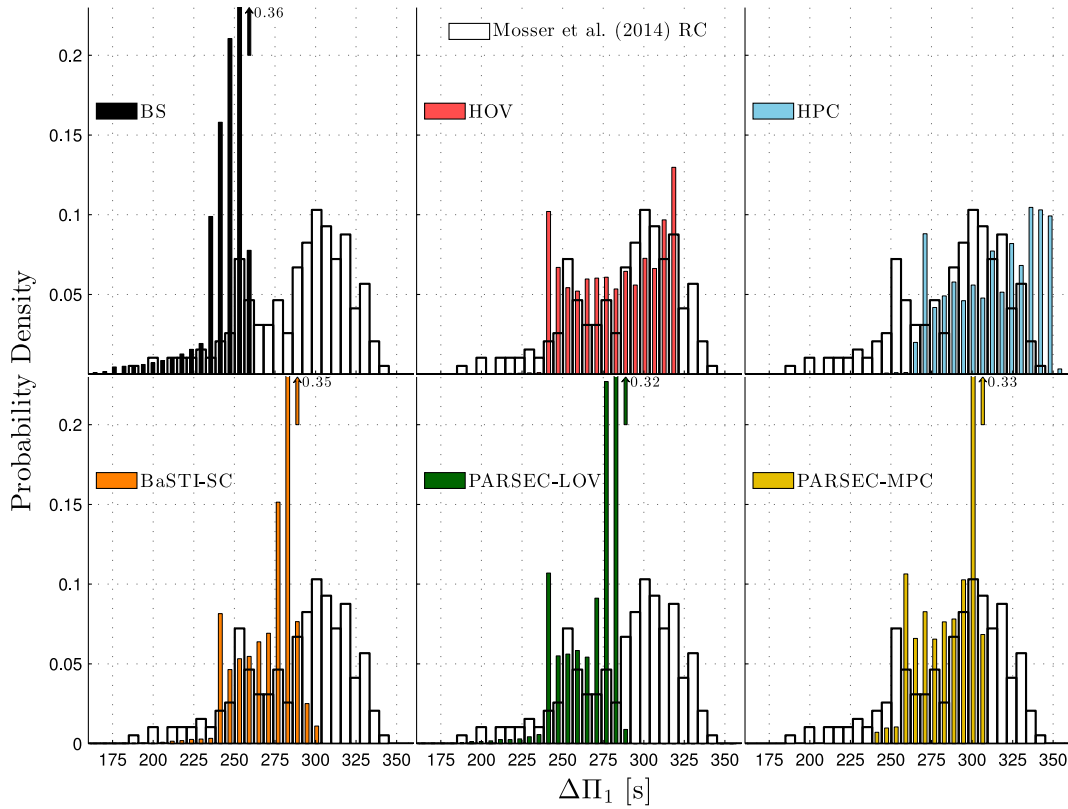 0.36
Mosser et al. (2014) RC
BS
HOV
HPC
0.2
0.15
0.1
0.05
0.35
0.32
0.33
BaSTI-SC
PARSEC-LOV
PARSEC-MPC
0.2
0.15
0.1
0.05
0
175 200 225 250 275 300 325 350
175 200 225 250 275 300 325 350
175 200 225 250 275 300 325 350
Probability Density
ΔΠ₁ [s]